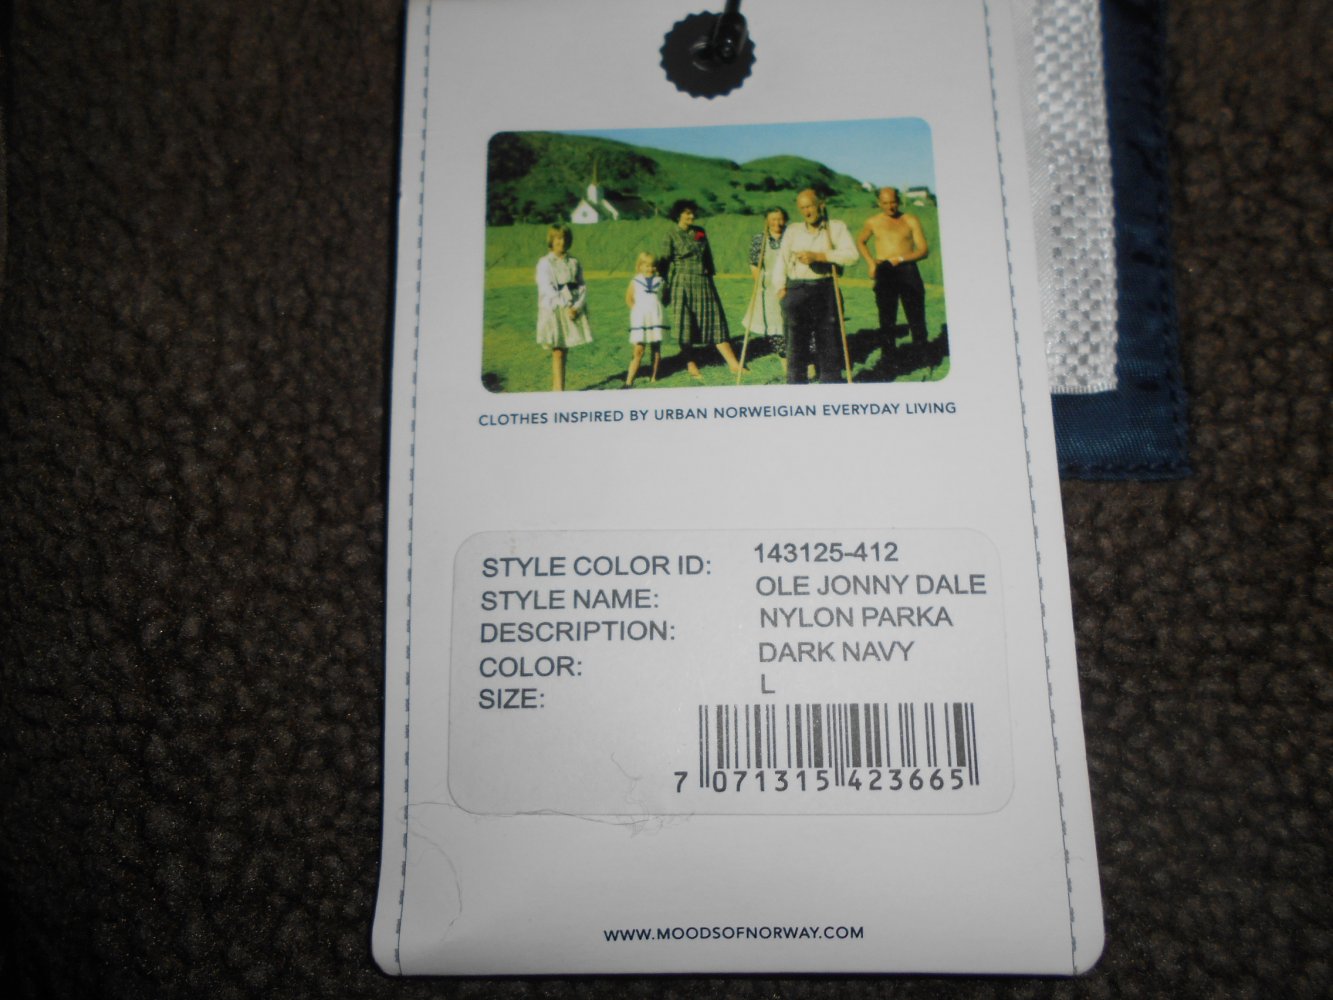 CLOTHES INSPIRED BY URBAN NORWEIGIAN EVERYDAY LIVING
STYLE COLOR ID: 143125-412
STYLE NAME: OLE JONNY DALE
DESCRIPTION: NYLON PARKA
COLOR: DARK NAVY
SIZE: L
7 071315 423665
WWW.MOODSOFNORWAY.COM